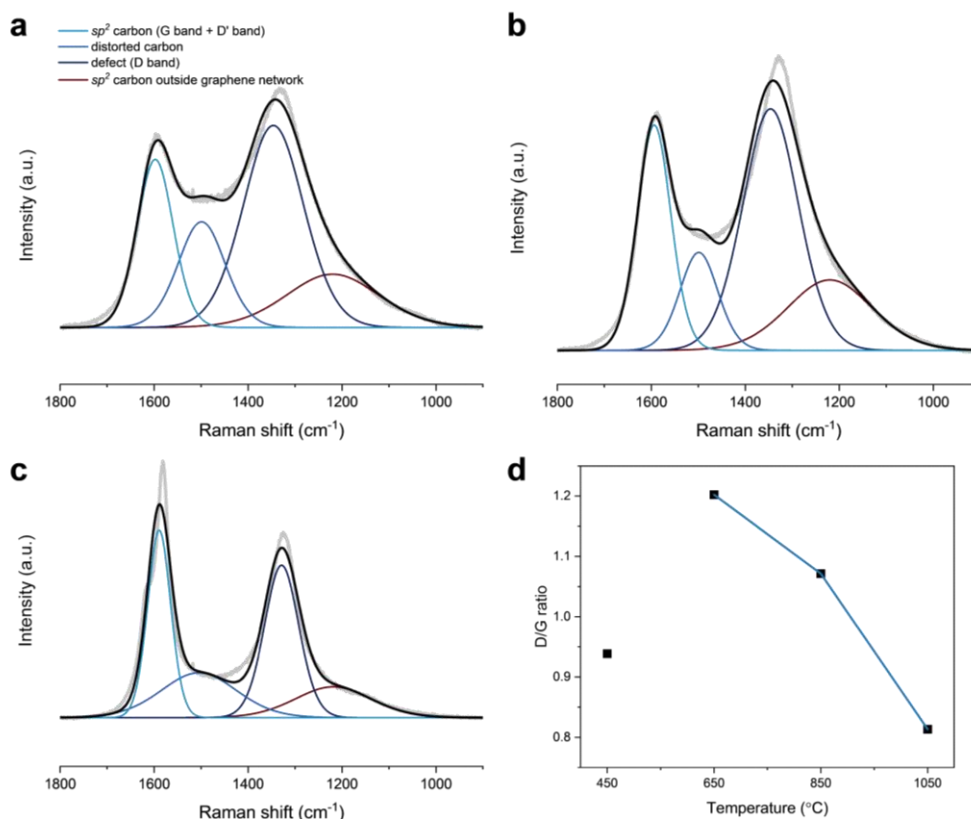 a
sp² carbon (G band + D' band)
distorted carbon
defect (D band)
sp² carbon outside graphene network
Intensity (a.u.)
1800 1600 1400 1200 1000
Raman shift (cm⁻¹)
b
Intensity (a.u.)
1800 1600 1400 1200 1000
Raman shift (cm⁻¹)
c
Intensity (a.u.)
1800 1600 1400 1200 1000
Raman shift (cm⁻¹)
d
D/G ratio
1.2
1.1
1.0
0.9
0.8
450 650 850 1050
Temperature (°C)